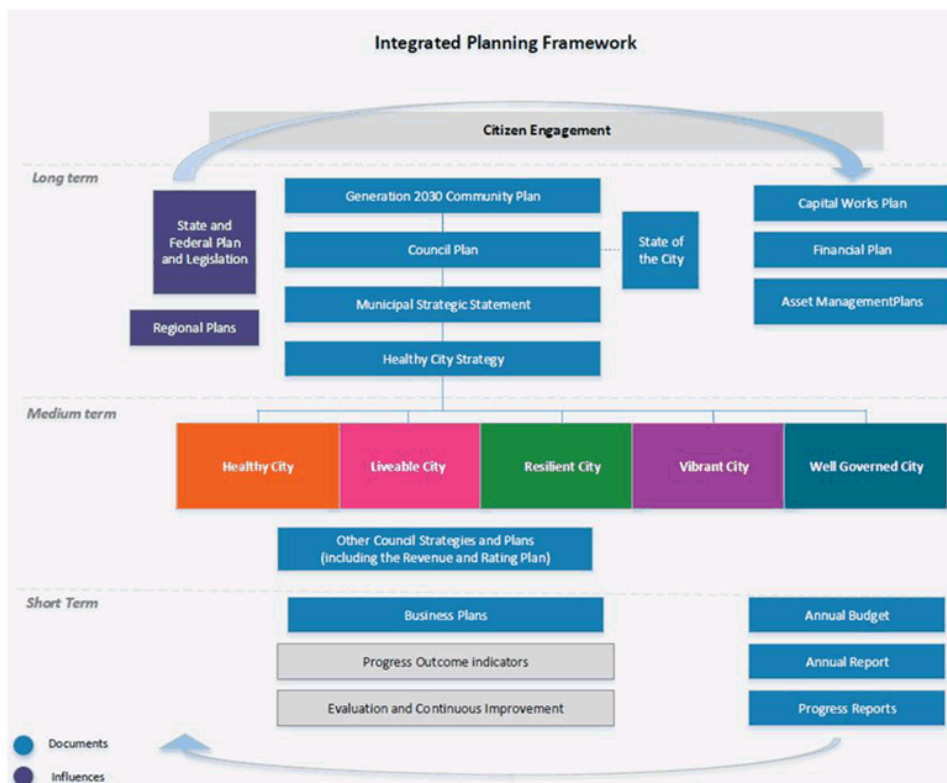 Integrated Planning Framework
Citizen Engagement
Long term
State and
Federal Plan
and Legislation
Regional Plans
Generation 2030 Community Plan
Council Plan
Municipal Strategic Statement
Healthy City Strategy
State of
the City
Capital Works Plan
Financial Plan
Asset ManagementPlans
Medium term
Healthy City
Liveable City
Resilient City
Vibrant City
Well Governed City
Other Council Strategies and Plans
(including the Revenue and Rating Plan)
Short Term
Business Plans
Progress Outcome indicators
Evaluation and Continuous Improvement
Annual Budget
Annual Report
Progress Reports
Documents
Influences